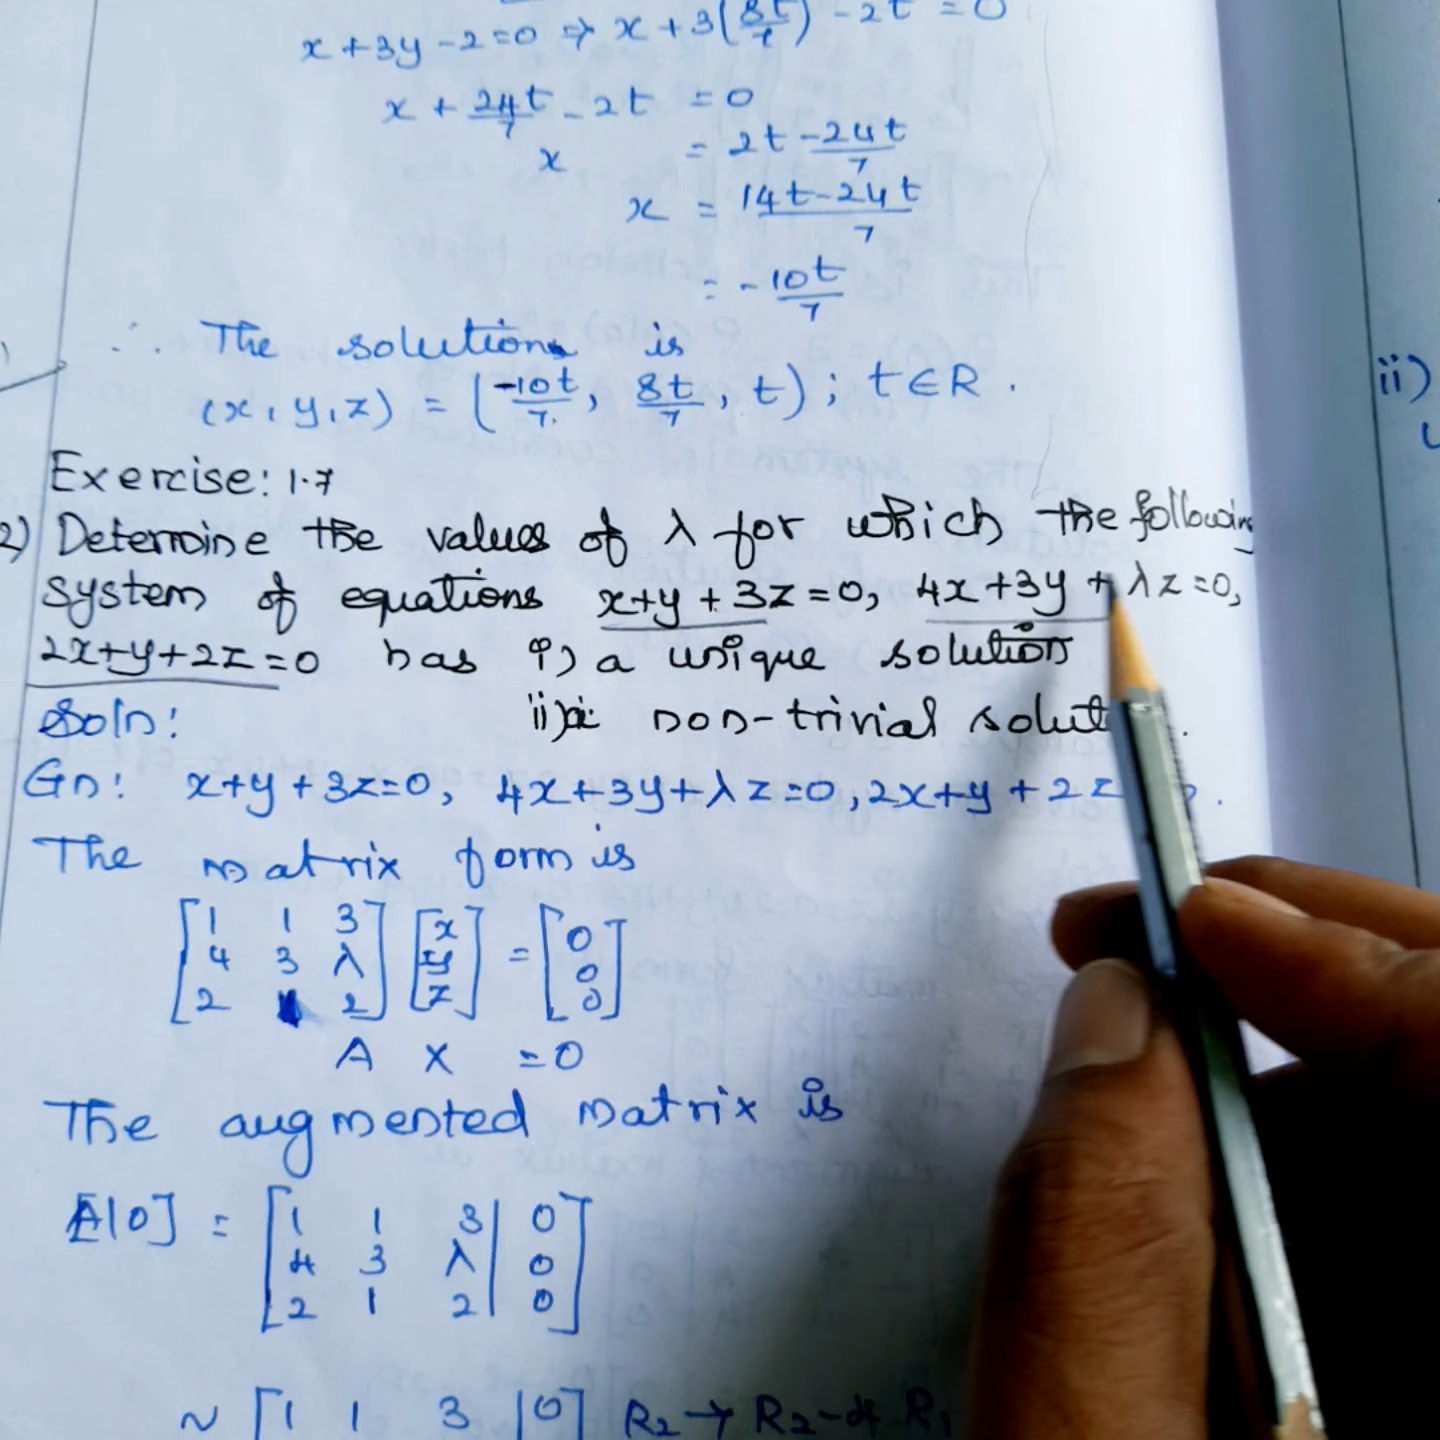 x + 3y - 2 = 0 ⇒ x + 3(8t/7) - 2t = 0
x + 24t/7 - 2t = 0
x = 2t - 24t/7
x = 14t - 24t / 7
= -10t/7
∴ The solution is
(x, y, z) = (-10t/7, 8t/7, t); t ∈ R.
Exercise: 1.7
2) Determine the values of λ for which the following
system of equations x+y+3z=0, 4x+3y+λz=0,
2x+y+2z=0 has i) a unique solution
ii) a non-trivial solut
Soln:
Gn: x+y+3z=0, 4x+3y+λz=0, 2x+y+2z
The matrix form is
[1 1 3] [x] = [0]
[4 3 λ] [y] [0]
[2 2] [z] [0]
A X = 0
The augmented matrix is
[A|0] = [1 1 3 | 0]
[4 3 λ | 0]
[2 1 2 | 0]
~ [1 1 3 | 0] R₂ → R₂ - 4 R₁
ii)